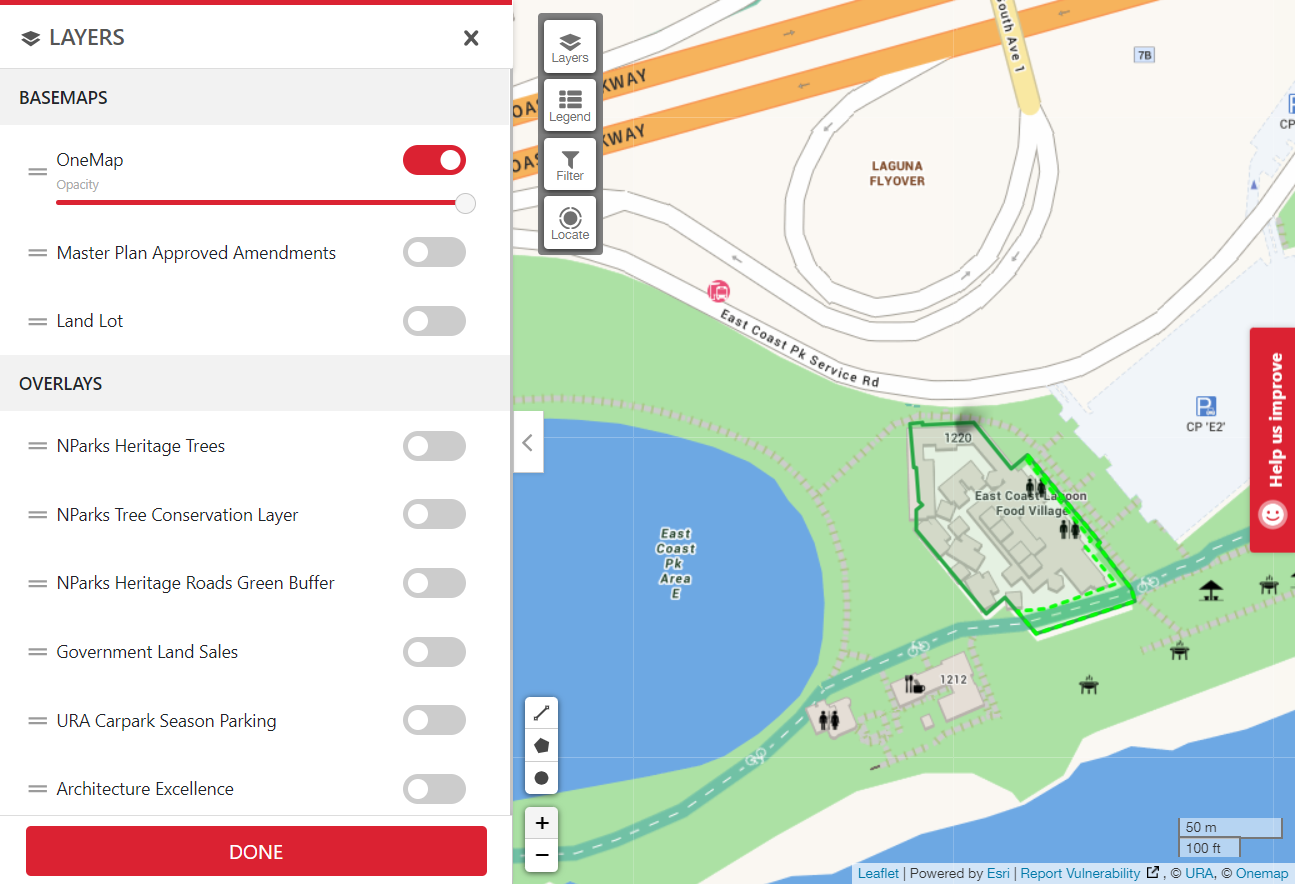 LAYERS
BASEMAPS
OneMap
Opacity
Master Plan Approved Amendments
Land Lot
OVERLAYS
NParks Heritage Trees
NParks Tree Conservation Layer
NParks Heritage Roads Green Buffer
Government Land Sales
URA Carpark Season Parking
Architecture Excellence
DONE
Layers
Legend
Filter
Locate
KWAY
OAS
KWAY
OAS
South Ave 1
7B
LAGUNA
FLYOVER
CP
East Coast Pk Service Rd
CP 'E2'
Help us improve
1220
East Coast Lagoon
Food Village
East
Coast
Pk
Area
E
1212
+
−
50 m
100 ft
Leaflet | Powered by Esri | Report Vulnerability , © URA, © Onemap